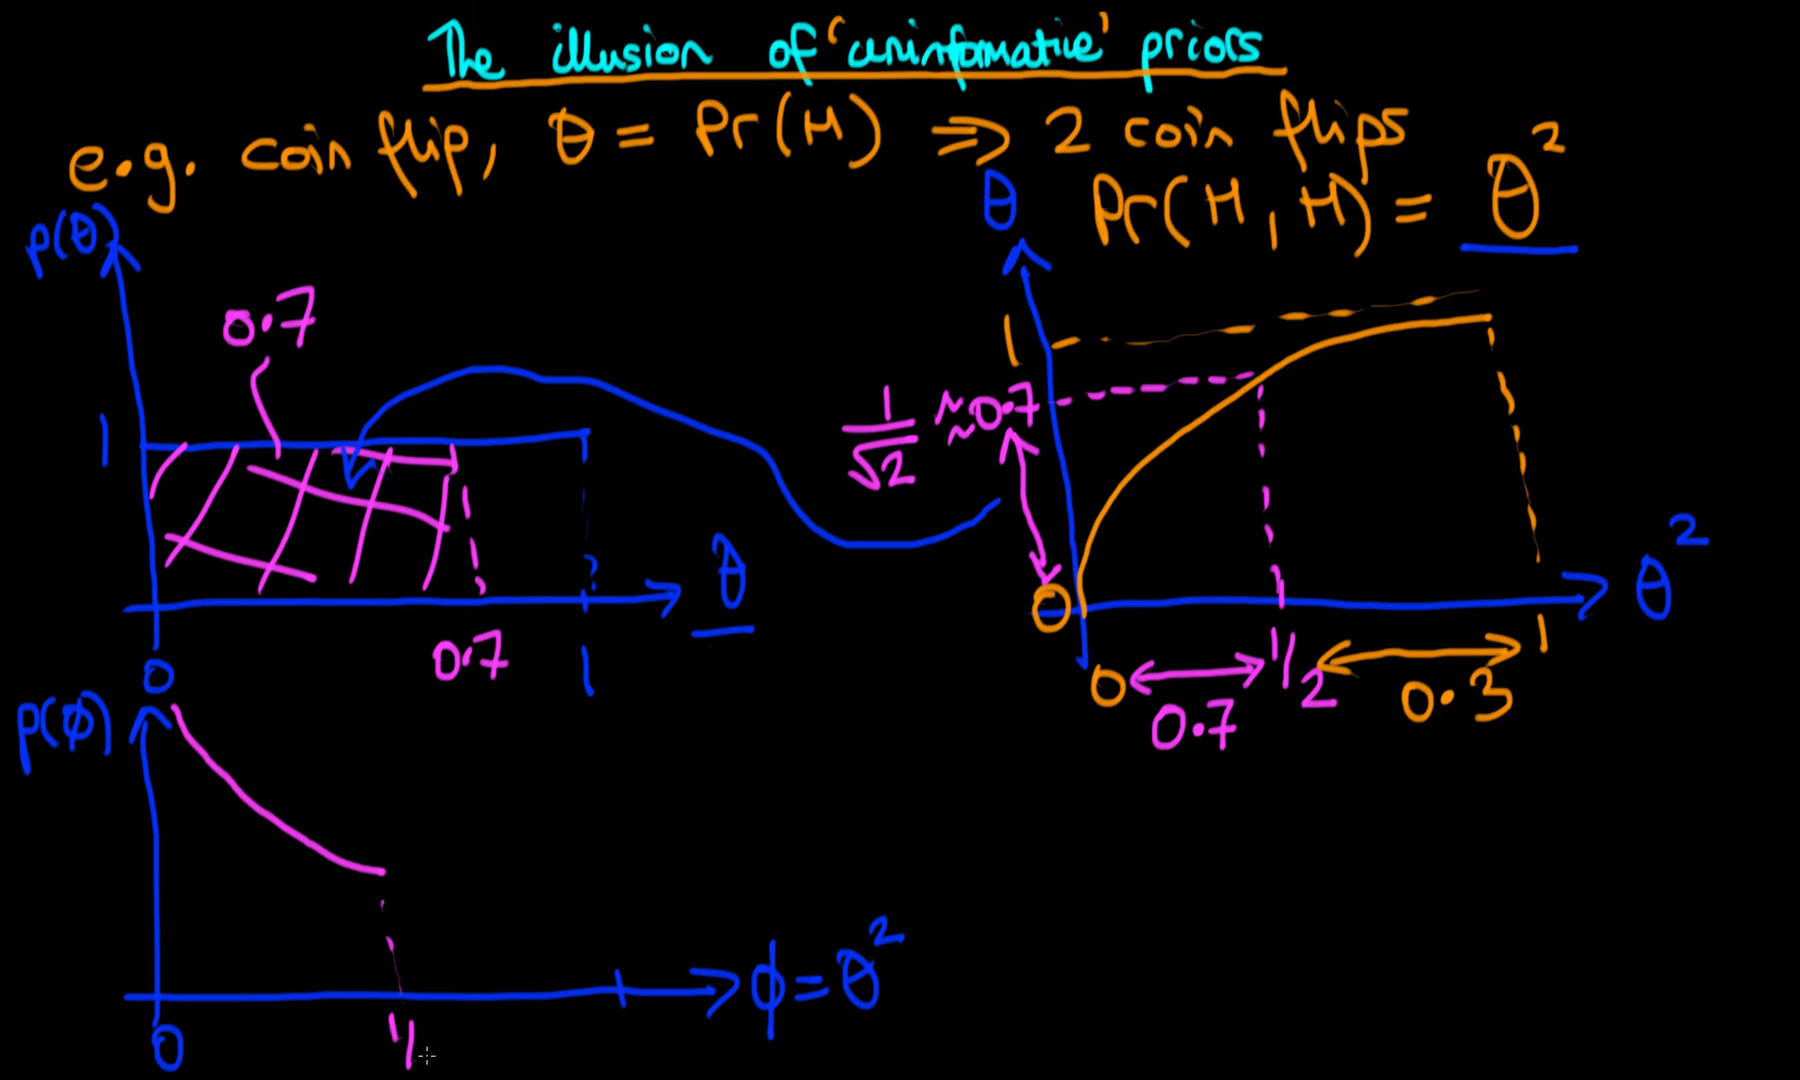 The illusion of 'uninformative' priors
e.g. coin flip, θ = Pr(H) ⇒ 2 coin flips
Pr(H, H) = θ²
p(θ)
0.7
1
0
0.7
1
θ
θ
1
1/√2 ≈ 0.7
0
0
1/2
1
θ²
0.7
0.3
p(ϕ)
0
1/
ϕ = θ²